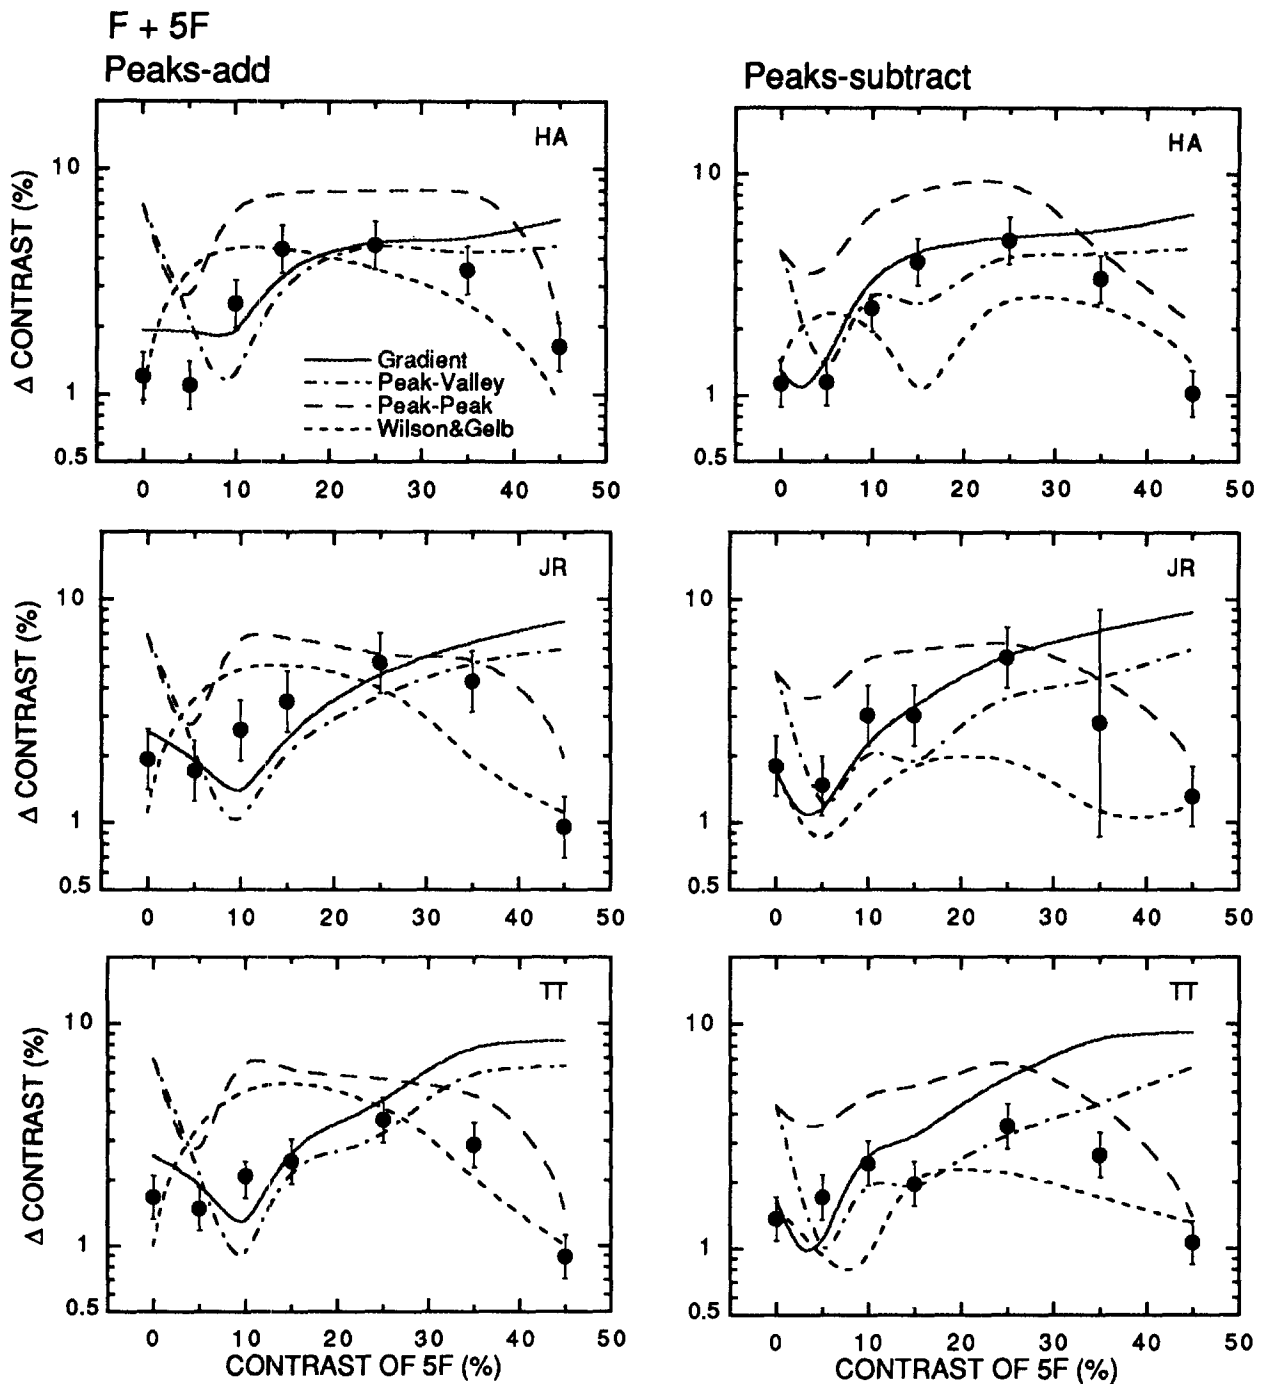 F + 5F
Peaks-add
Peaks-subtract
HA
Δ CONTRAST (%)
10
1
0.5
Gradient
Peak-Valley
Peak-Peak
Wilson&Gelb
0 10 20 30 40 50
HA
10
1
0.5
0 10 20 30 40 50
JR
Δ CONTRAST (%)
10
1
0.5
0 10 20 30 40 50
JR
10
1
0.5
0 10 20 30 40 50
TT
Δ CONTRAST (%)
10
1
0.5
0 10 20 30 40 50
CONTRAST OF 5F (%)
TT
10
1
0.5
0 10 20 30 40 50
CONTRAST OF 5F (%)